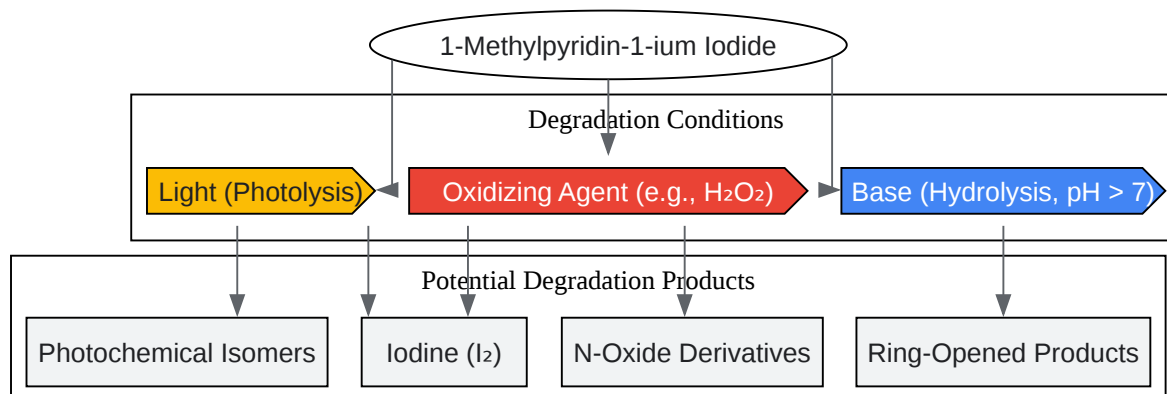 1-Methylpyridin-1-ium Iodide
Degradation Conditions
Light (Photolysis)
Oxidizing Agent (e.g., H₂O₂)
Base (Hydrolysis, pH > 7)
Potential Degradation Products
Photochemical Isomers
Iodine (I₂)
N-Oxide Derivatives
Ring-Opened Products